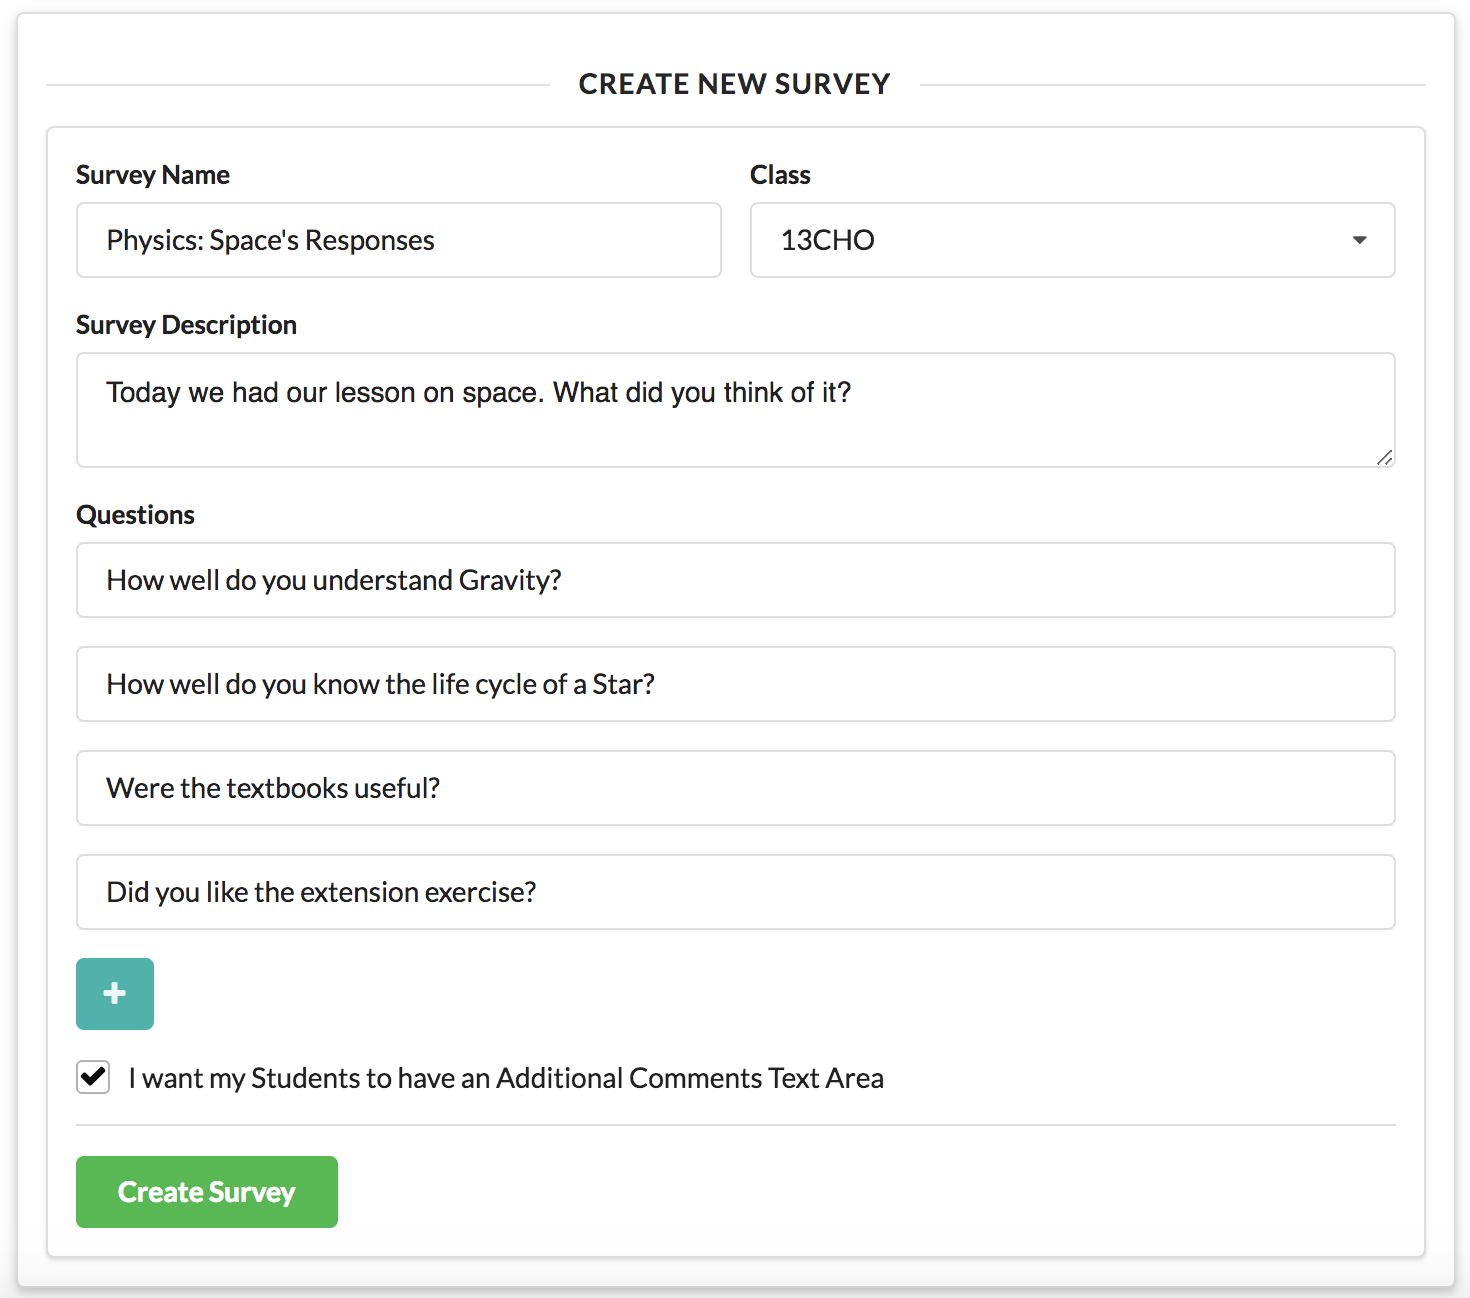 CREATE NEW SURVEY
Survey Name
Class
Physics: Space's Responses
13CHO
Survey Description
Today we had our lesson on space. What did you think of it?
Questions
How well do you understand Gravity?
How well do you know the life cycle of a Star?
Were the textbooks useful?
Did you like the extension exercise?
I want my Students to have an Additional Comments Text Area
Create Survey